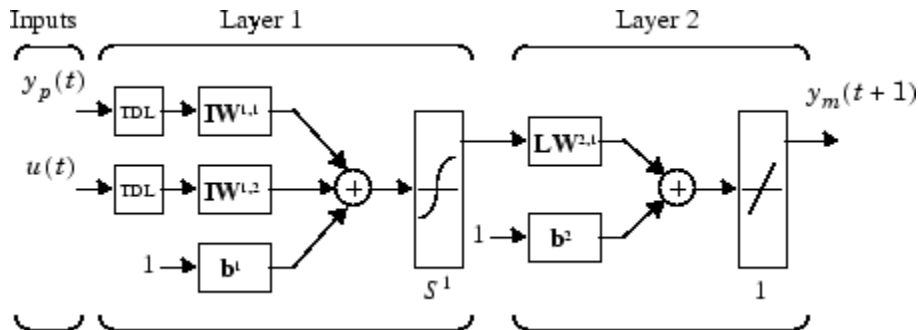 Inputs Layer 1 Layer 2
y_p(t) y_m(t+1)
TDL IW^{1,1} LW^{2,1}
u(t)
TDL IW^{1,2}
1 b^1 1 b^2
S^1 1